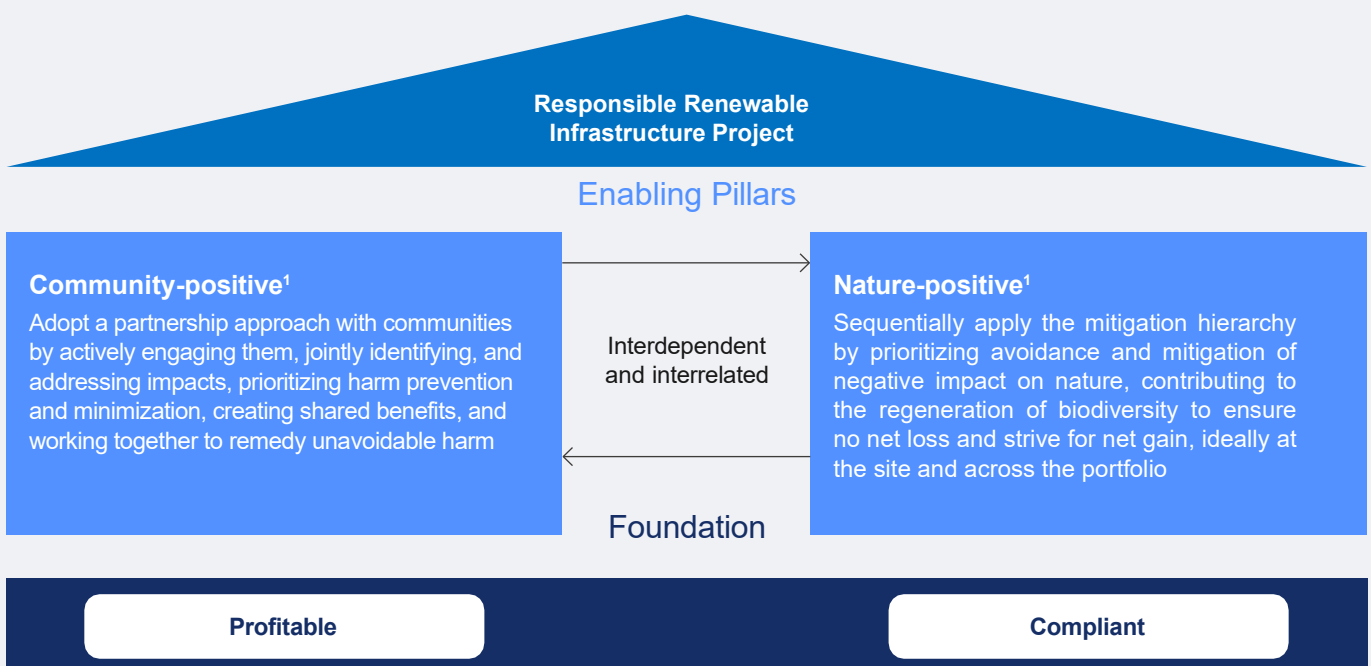 Responsible Renewable
Infrastructure Project
Enabling Pillars
Community-positive¹
Adopt a partnership approach with communities
by actively engaging them, jointly identifying, and
addressing impacts, prioritizing harm prevention
and minimization, creating shared benefits, and
working together to remedy unavoidable harm
Interdependent
and interrelated
Nature-positive¹
Sequentially apply the mitigation hierarchy
by prioritizing avoidance and mitigation of
negative impact on nature, contributing to
the regeneration of biodiversity to ensure
no net loss and strive for net gain, ideally at
the site and across the portfolio
Foundation
Profitable
Compliant